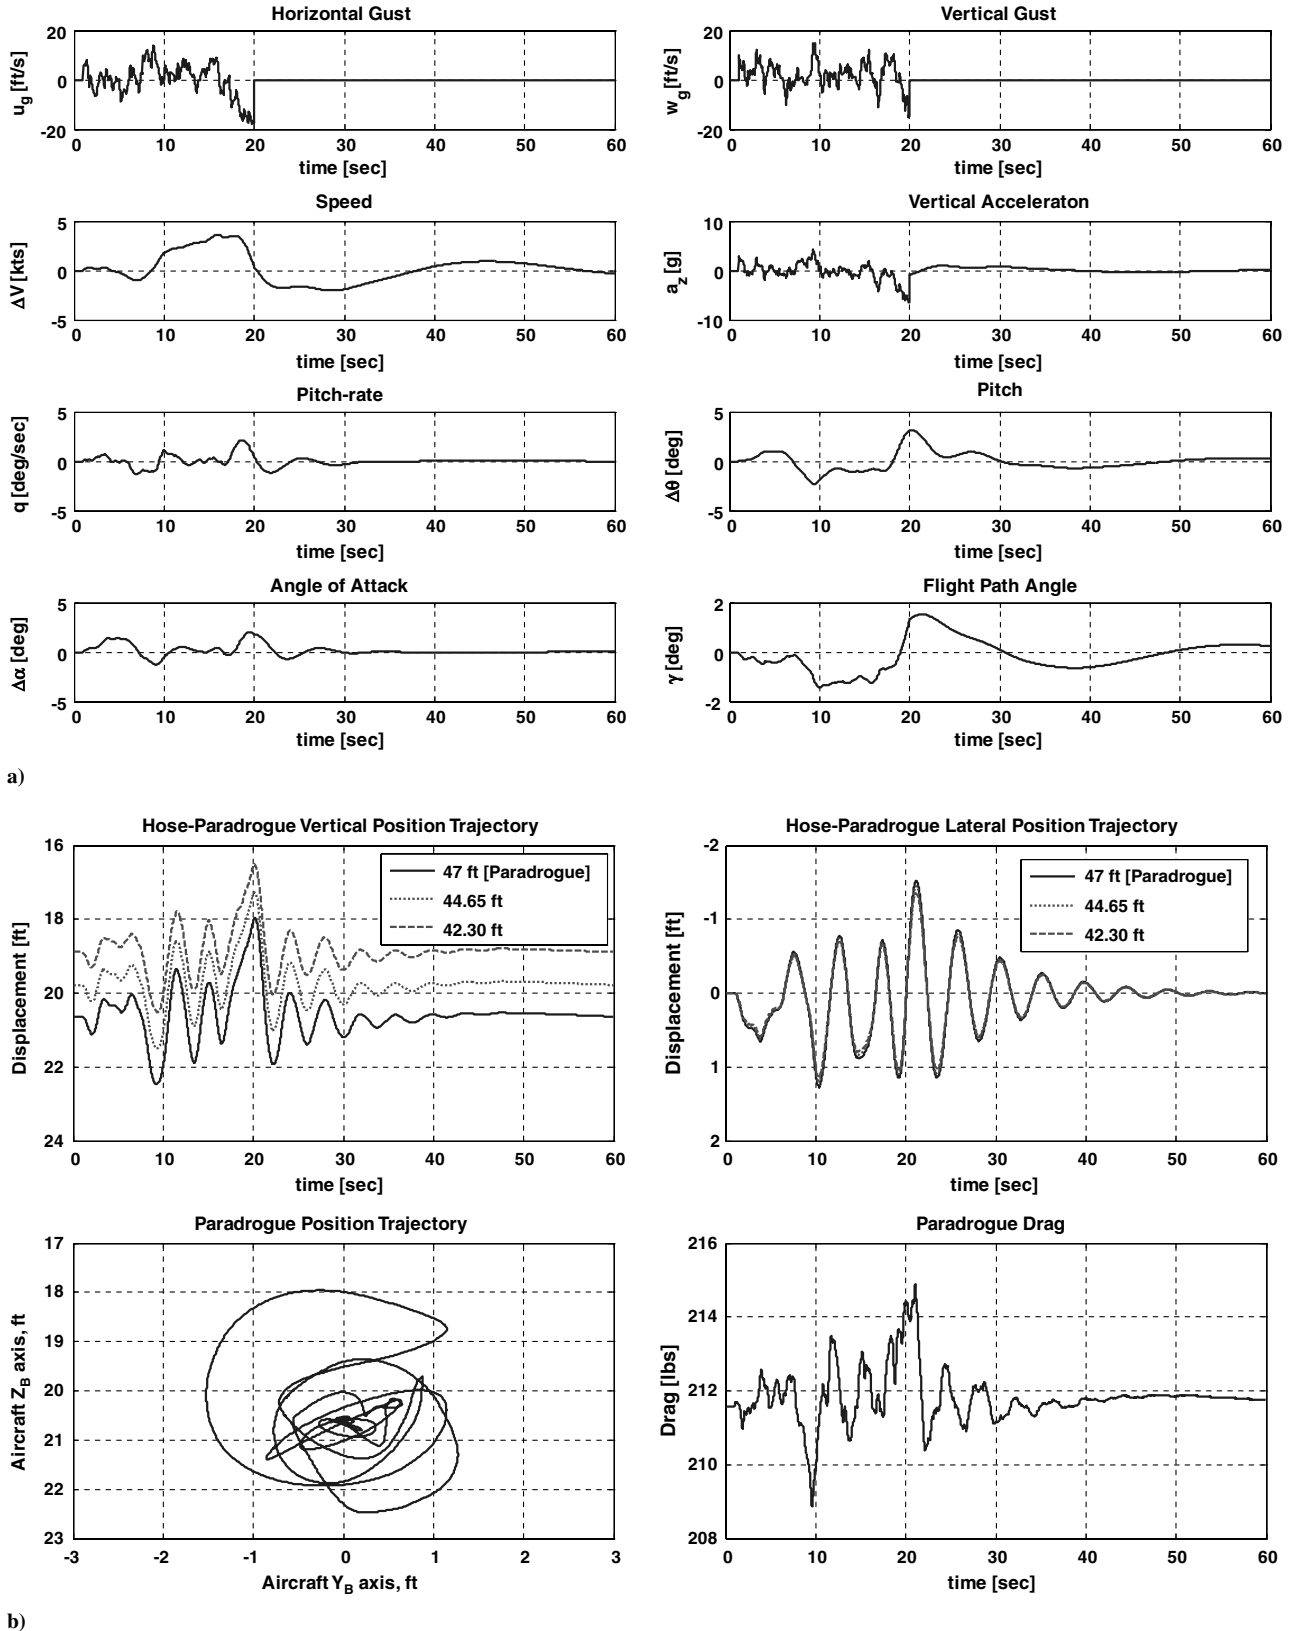 Horizontal Gust
20
0
-20
u_g [ft/s]
0 10 20 30 40 50 60
time [sec]
Vertical Gust
20
0
-20
w_g [ft/s]
0 10 20 30 40 50 60
time [sec]
Speed
5
0
-5
ΔV [kts]
0 10 20 30 40 50 60
time [sec]
Vertical Acceleraton
10
0
-10
a_z [g]
0 10 20 30 40 50 60
time [sec]
Pitch-rate
5
0
-5
q [deg/sec]
0 10 20 30 40 50 60
time [sec]
Pitch
5
0
-5
Δθ [deg]
0 10 20 30 40 50 60
time [sec]
Angle of Attack
5
0
-5
Δα [deg]
0 10 20 30 40 50 60
time [sec]
Flight Path Angle
2
0
-2
γ [deg]
0 10 20 30 40 50 60
time [sec]
a)
Hose-Paradrogue Vertical Position Trajectory
16
18
20
22
24
Displacement [ft]
47 ft [Paradrogue]
44.65 ft
42.30 ft
0 10 20 30 40 50 60
time [sec]
Hose-Paradrogue Lateral Position Trajectory
-2
-1
0
1
2
Displacement [ft]
47 ft [Paradrogue]
44.65 ft
42.30 ft
0 10 20 30 40 50 60
time [sec]
Paradrogue Position Trajectory
17
18
19
20
21
22
23
Aircraft Z_B axis, ft
-3 -2 -1 0 1 2 3
Aircraft Y_B axis, ft
Paradrogue Drag
216
214
212
210
208
Drag [lbs]
0 10 20 30 40 50 60
time [sec]
b)